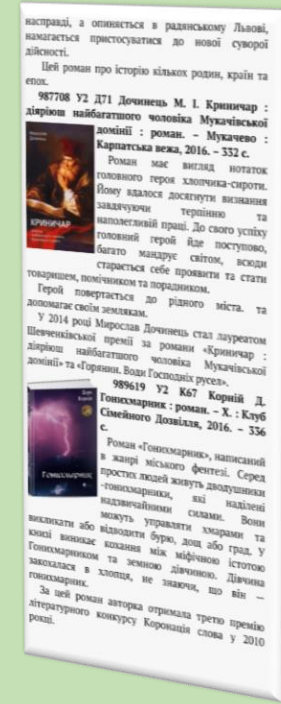 насправді, а опиняється в радянському Львові,
намагається пристосуватися до нової суворої
дійсності.
Цей роман про історію кількох родин, країн та
епох.
987708 У2 Д71 Дочинець М. І. Криничар :
діяріюш найбагатшого чоловіка Мукачівської
домінії : роман. – Мукачево :
Карпатська вежа, 2016. – 332 с.
Роман має вигляд нотаток
головного героя хлопчика-сироти.
Йому вдалося досягнути визнання
завдячуючи терпінню та
наполегливій праці. До свого успіху
головний герой йде поступово,
багато мандрує світом, всюди
старається себе проявити та стати
товаришем, помічником та порадником.
Герой повертається до рідного міста. та
допомагає своїм землякам.
У 2014 році Мирослав Дочинець стал лауреатом
Шевченківської премії за романи «Криничар :
діяріюш найбагатшого чоловіка Мукачівської
домінії» та «Горянин. Води Господніх русел».
КРИНИЧАР
989619 У2 К67 Корній Д.
Гонихмарник : роман. – Х. : Клуб
Сімейного Дозвілля, 2016. – 336
с.
Роман «Гонихмарник», написаний
в жанрі міського фентезі. Серед
простих людей живуть дводушники
-гонихмарники, які наділені
надзвичайними силами. Вони
можуть управляти хмарами та
викликати або відводити бурю, дощ або град. У
книзі виникає кохання між міфічною істотою
Гонихмарником та земною дівчиною. Дівчина
закохалася в хлопця, не знаючи, що він –
гонихмарник.
За цей роман авторка отримала третю премію
літературного конкурсу Коронація слова у 2010
році.
Гонихмарник